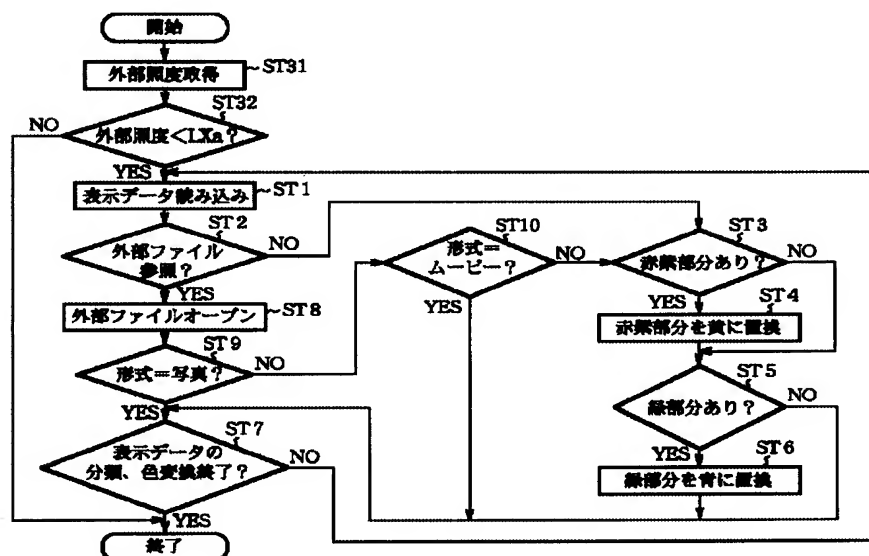 開始
外部照度取得
ST31
ST32
NO
外部照度<LXa?
YES
表示データ読み込み
ST1
ST2
外部ファイル
参照?
NO
YES
外部ファイルオープン
ST8
ST9
形式=写真?
NO
YES
ST7
表示データの
分類、色変換終了?
NO
YES
終了
ST10
形式=
ムービー?
NO
YES
ST3
赤紫部分あり?
NO
YES
ST4
赤紫部分を黄に置換
ST5
緑部分あり?
NO
YES
ST6
緑部分を青に置換